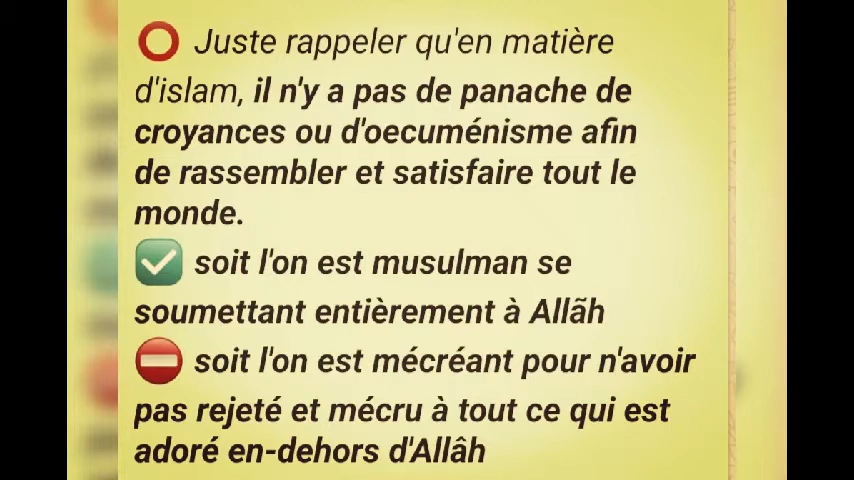 ⭕ Juste rappeler qu'en matière
d'islam, il n'y a pas de panache de
croyances ou d'oecuménisme afin
de rassembler et satisfaire tout le
monde.
✅ soit l'on est musulman se
soumettant entièrement à Allãh
⛔ soit l'on est mécréant pour n'avoir
pas rejeté et mécru à tout ce qui est
adoré en-dehors d'Allâh